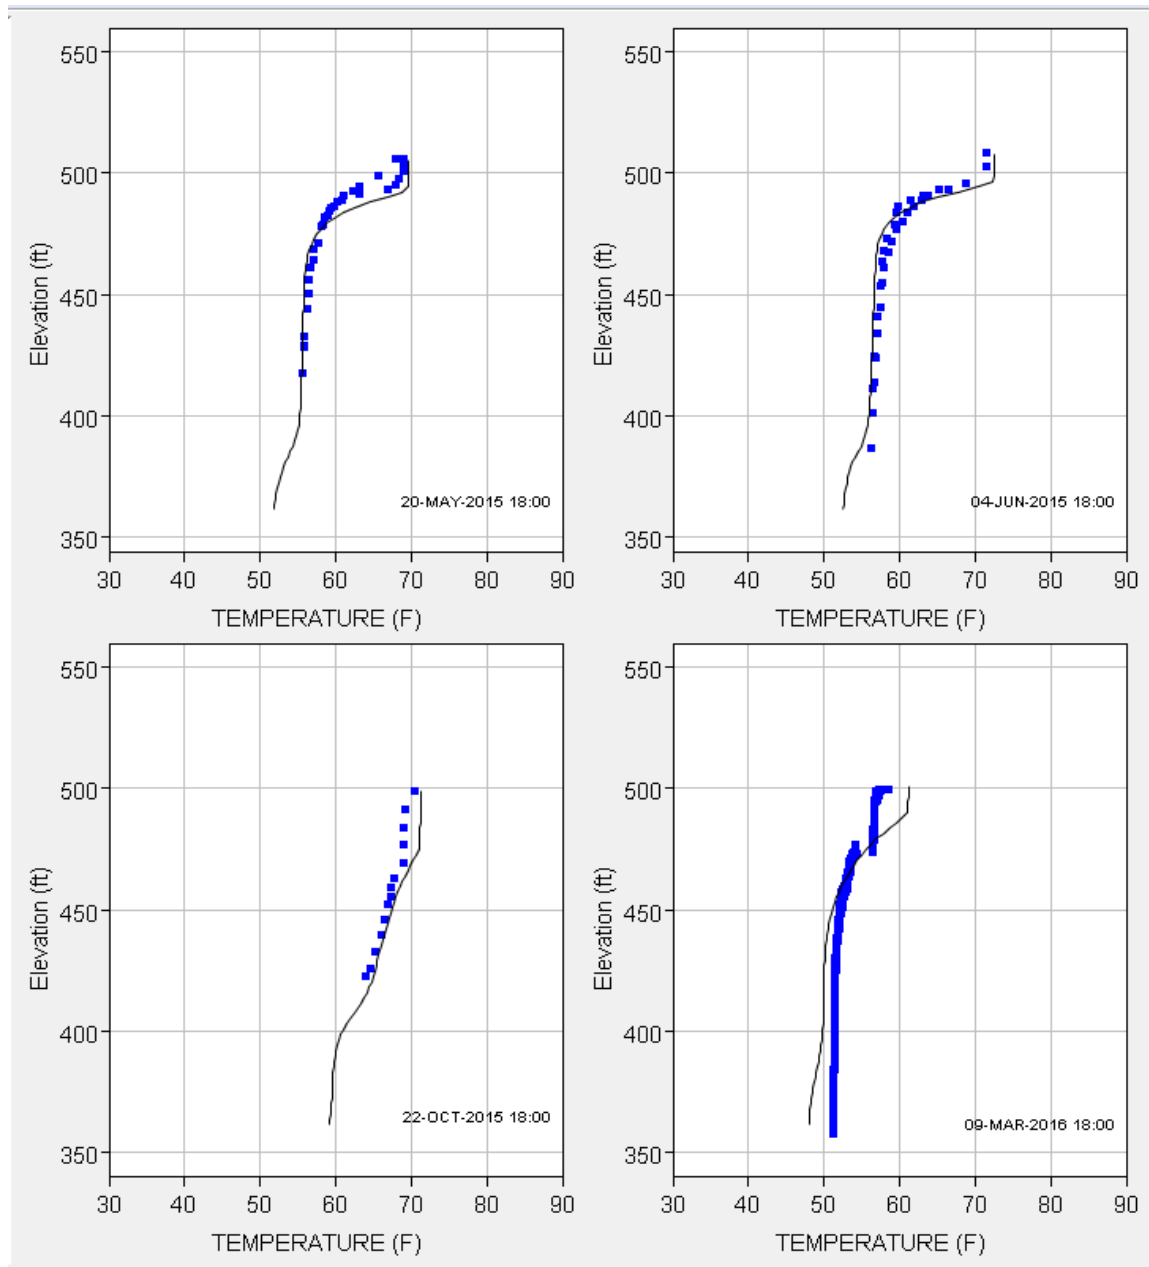 550
500
450
400
350
Elevation (ft)
20-MAY-2015 18:00
30 40 50 60 70 80 90
TEMPERATURE (F)
550
500
450
400
350
Elevation (ft)
04-JUN-2015 18:00
30 40 50 60 70 80 90
TEMPERATURE (F)
550
500
450
400
350
Elevation (ft)
22-OCT-2015 18:00
30 40 50 60 70 80 90
TEMPERATURE (F)
550
500
450
400
350
Elevation (ft)
09-MAR-2016 18:00
30 40 50 60 70 80 90
TEMPERATURE (F)